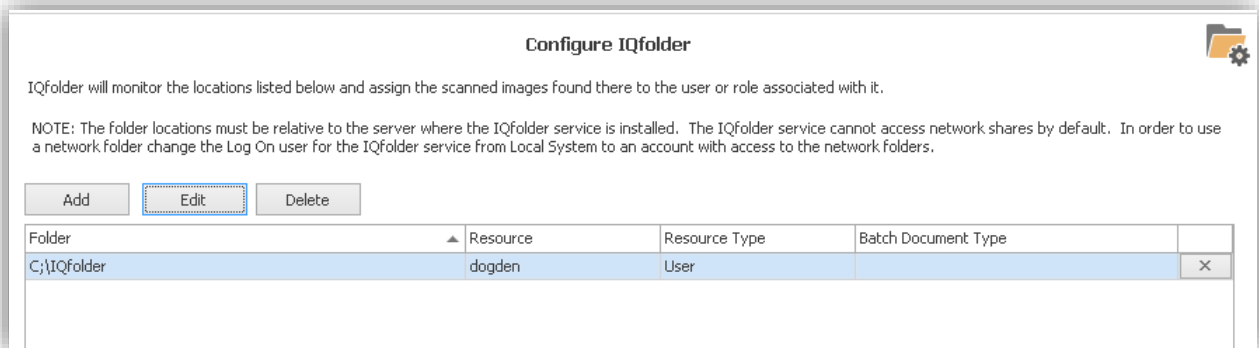 Configure IQfolder
IQfolder will monitor the locations listed below and assign the scanned images found there to the user or role associated with it.
NOTE: The folder locations must be relative to the server where the IQfolder service is installed.  The IQfolder service cannot access network shares by default.  In order to use
a network folder change the Log On user for the IQfolder service from Local System to an account with access to the network folders.
Add Edit Delete
Folder Resource Resource Type Batch Document Type
C;\IQfolder dogden User